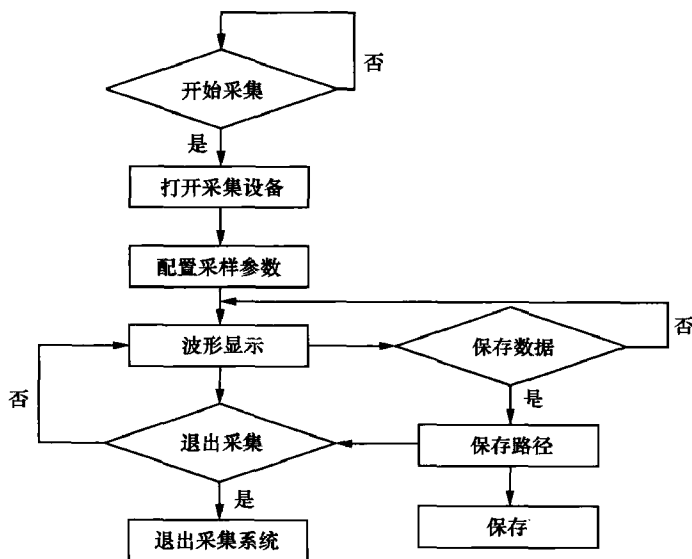 开始采集
否
是
打开采集设备
配置采样参数
波形显示
保存数据
否
否
是
退出采集
保存路径
是
退出采集系统
保存